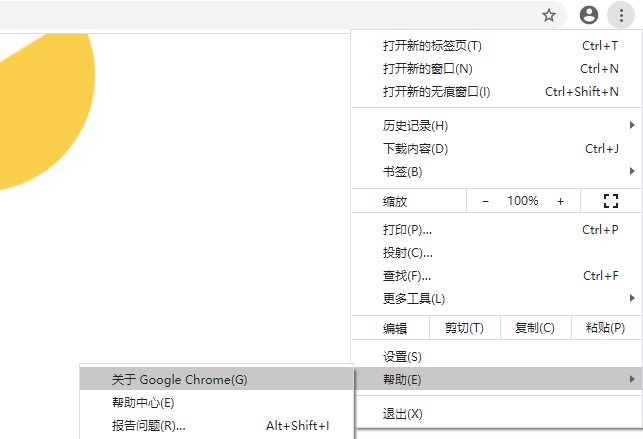 打开新的标签页(T) Ctrl+T
打开新的窗口(N) Ctrl+N
打开新的无痕窗口(I) Ctrl+Shift+N
历史记录(H)
下载内容(D) Ctrl+J
书签(B)
缩放 − 100% +
打印(P)... Ctrl+P
投射(C)...
查找(F)... Ctrl+F
更多工具(L)
编辑 剪切(T) 复制(C) 粘贴(P)
设置(S)
帮助(E)
退出(X)
关于 Google Chrome(G)
帮助中心(E)
报告问题(R)... Alt+Shift+I